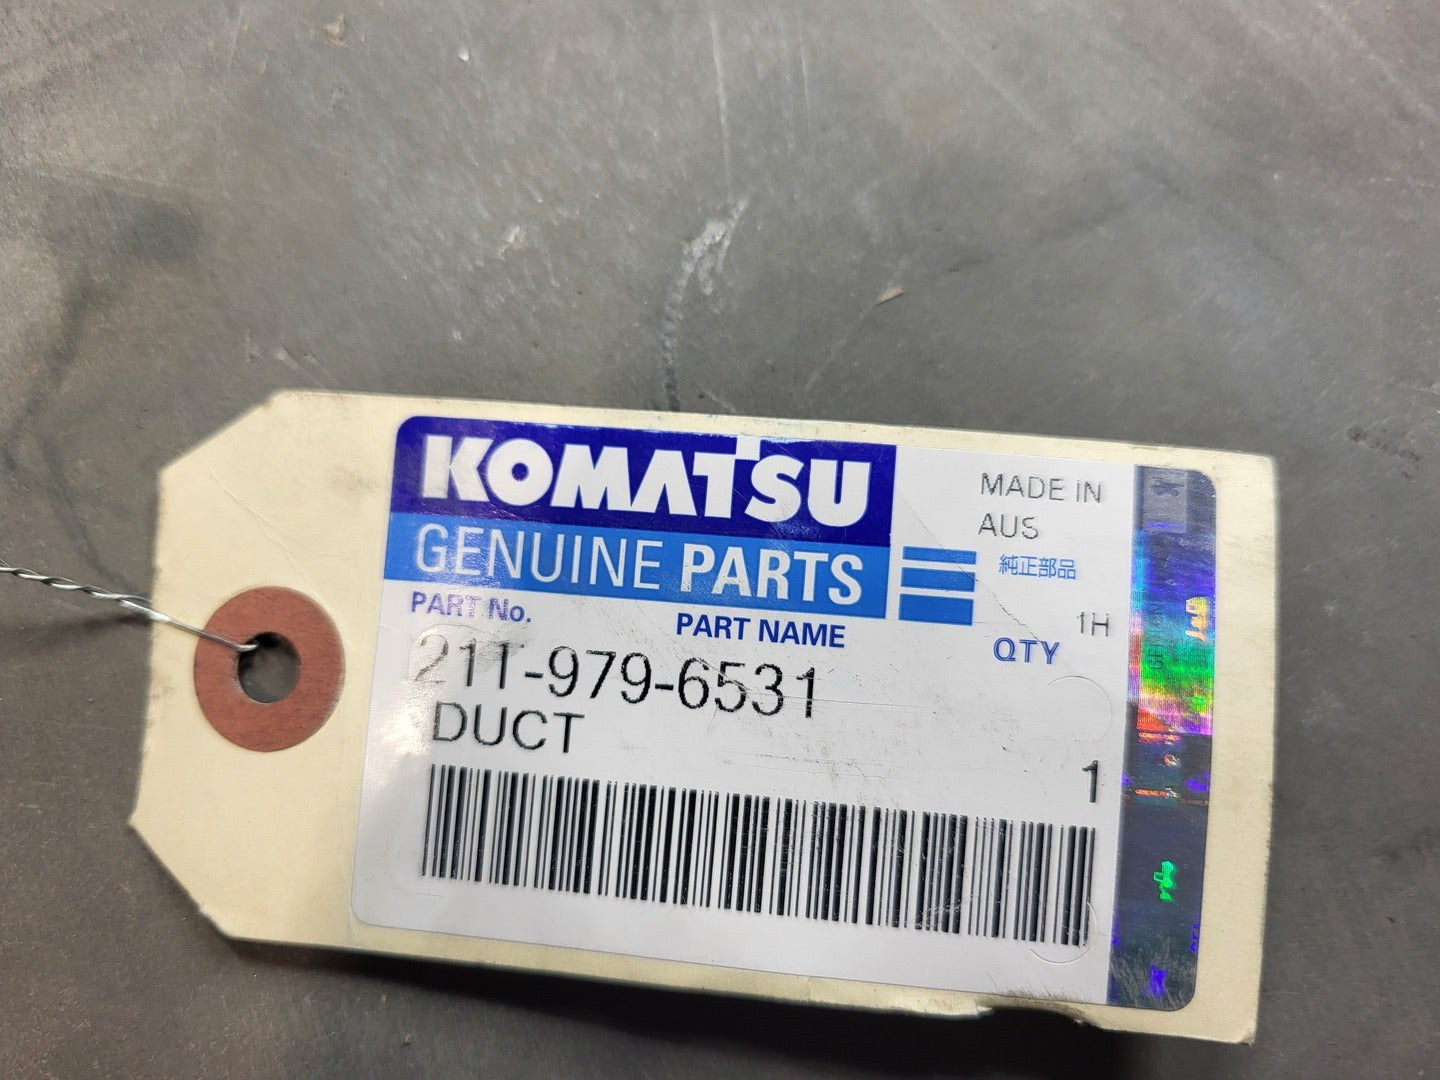 KOMATSU
GENUINE PARTS
MADE IN
AUS
純正部品
PART No.
PART NAME
1H
QTY
21T-979-6531
DUCT
1